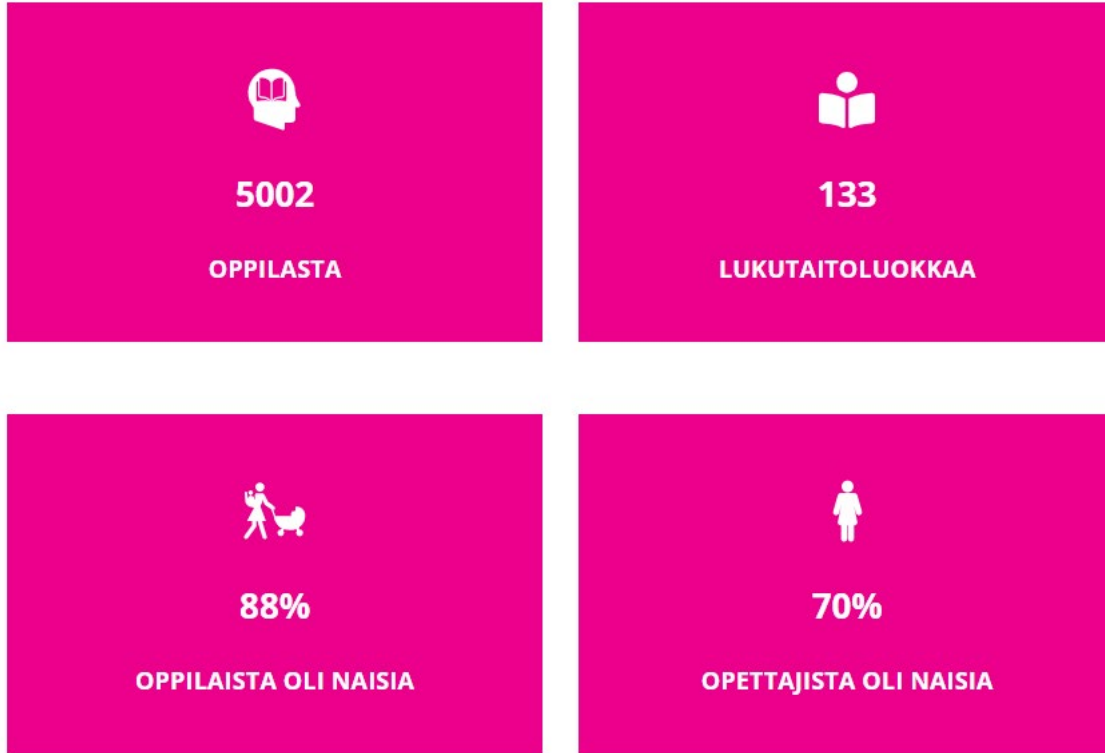 5002
OPPILASTA
133
LUKUTAITOLUOKKAA
88%
OPPILAISTA OLI NAISIA
70%
OPETTAJISTA OLI NAISIA